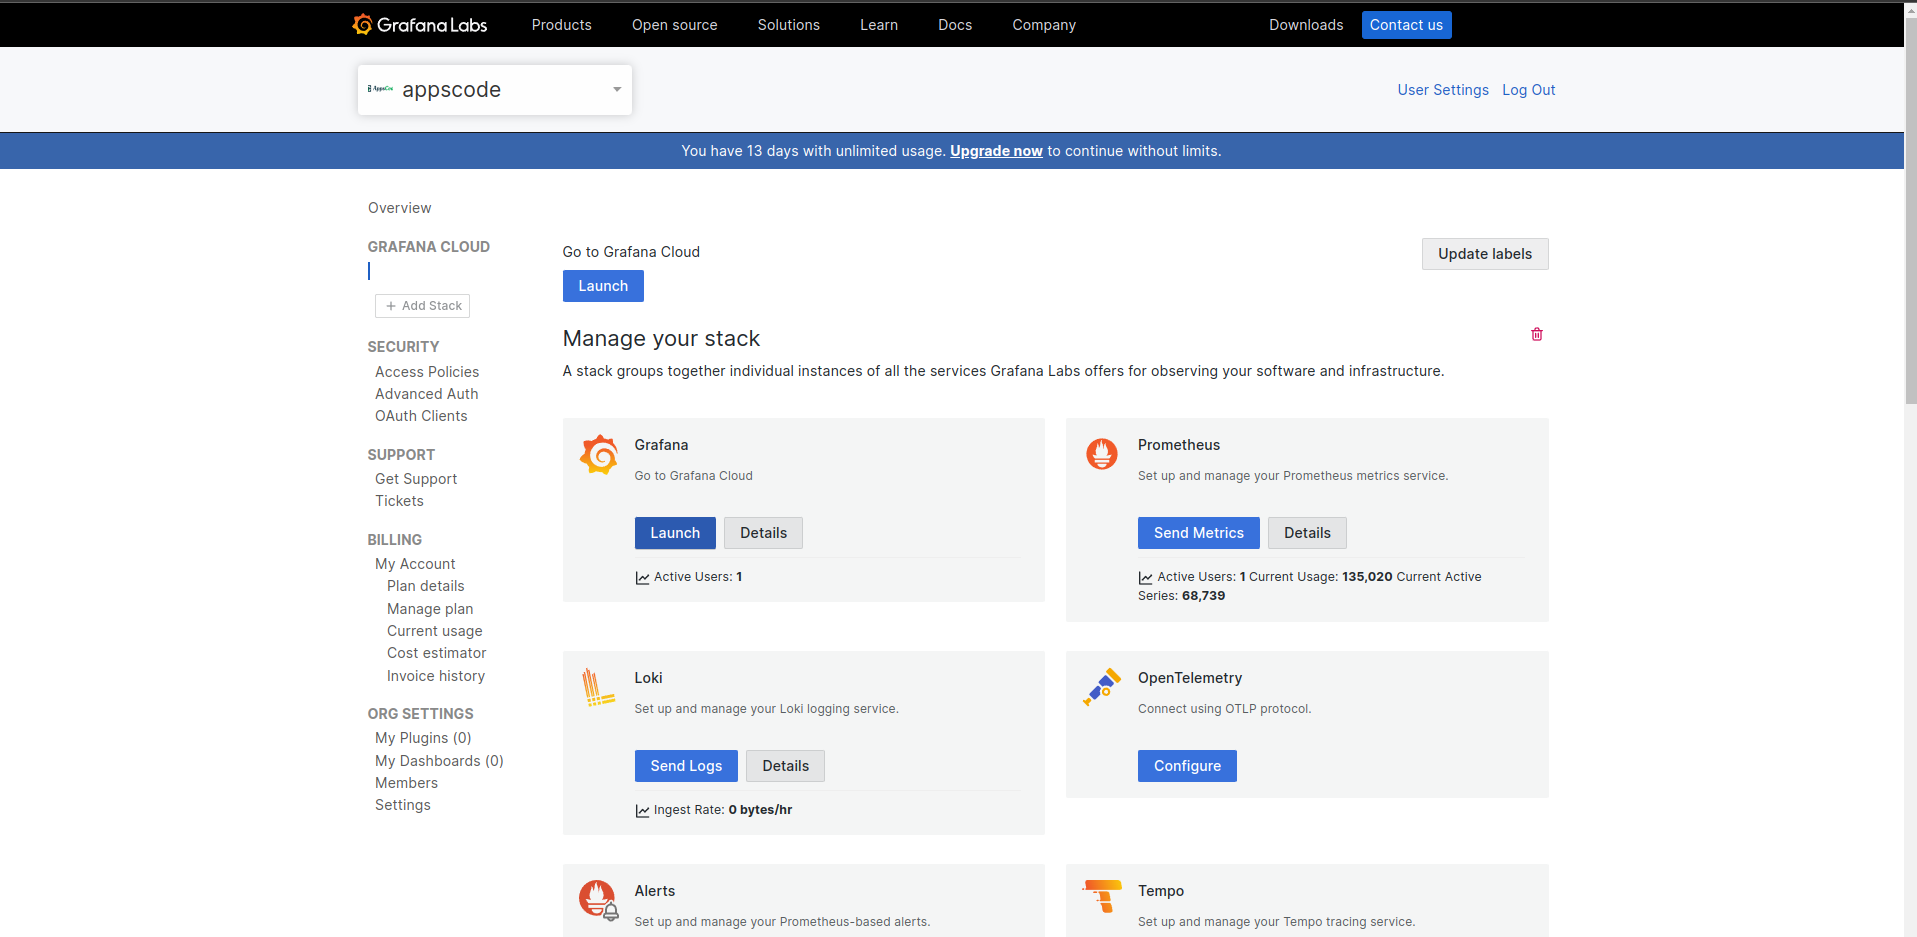 Grafana Labs Products Open source Solutions Learn Docs Company Downloads Contact us
appscode User Settings Log Out
You have 13 days with unlimited usage. Upgrade now to continue without limits.
Overview
GRAFANA CLOUD
+ Add Stack
SECURITY
Access Policies
Advanced Auth
OAuth Clients
SUPPORT
Get Support
Tickets
BILLING
My Account
Plan details
Manage plan
Current usage
Cost estimator
Invoice history
ORG SETTINGS
My Plugins (0)
My Dashboards (0)
Members
Settings
Go to Grafana Cloud
Launch
Update labels
Manage your stack
A stack groups together individual instances of all the services Grafana Labs offers for observing your software and infrastructure.
Grafana
Go to Grafana Cloud
Launch Details
Active Users: 1
Prometheus
Set up and manage your Prometheus metrics service.
Send Metrics Details
Active Users: 1 Current Usage: 135,020 Current Active
Series: 68,739
Loki
Set up and manage your Loki logging service.
Send Logs Details
Ingest Rate: 0 bytes/hr
OpenTelemetry
Connect using OTLP protocol.
Configure
Alerts
Set up and manage your Prometheus-based alerts.
Tempo
Set up and manage your Tempo tracing service.